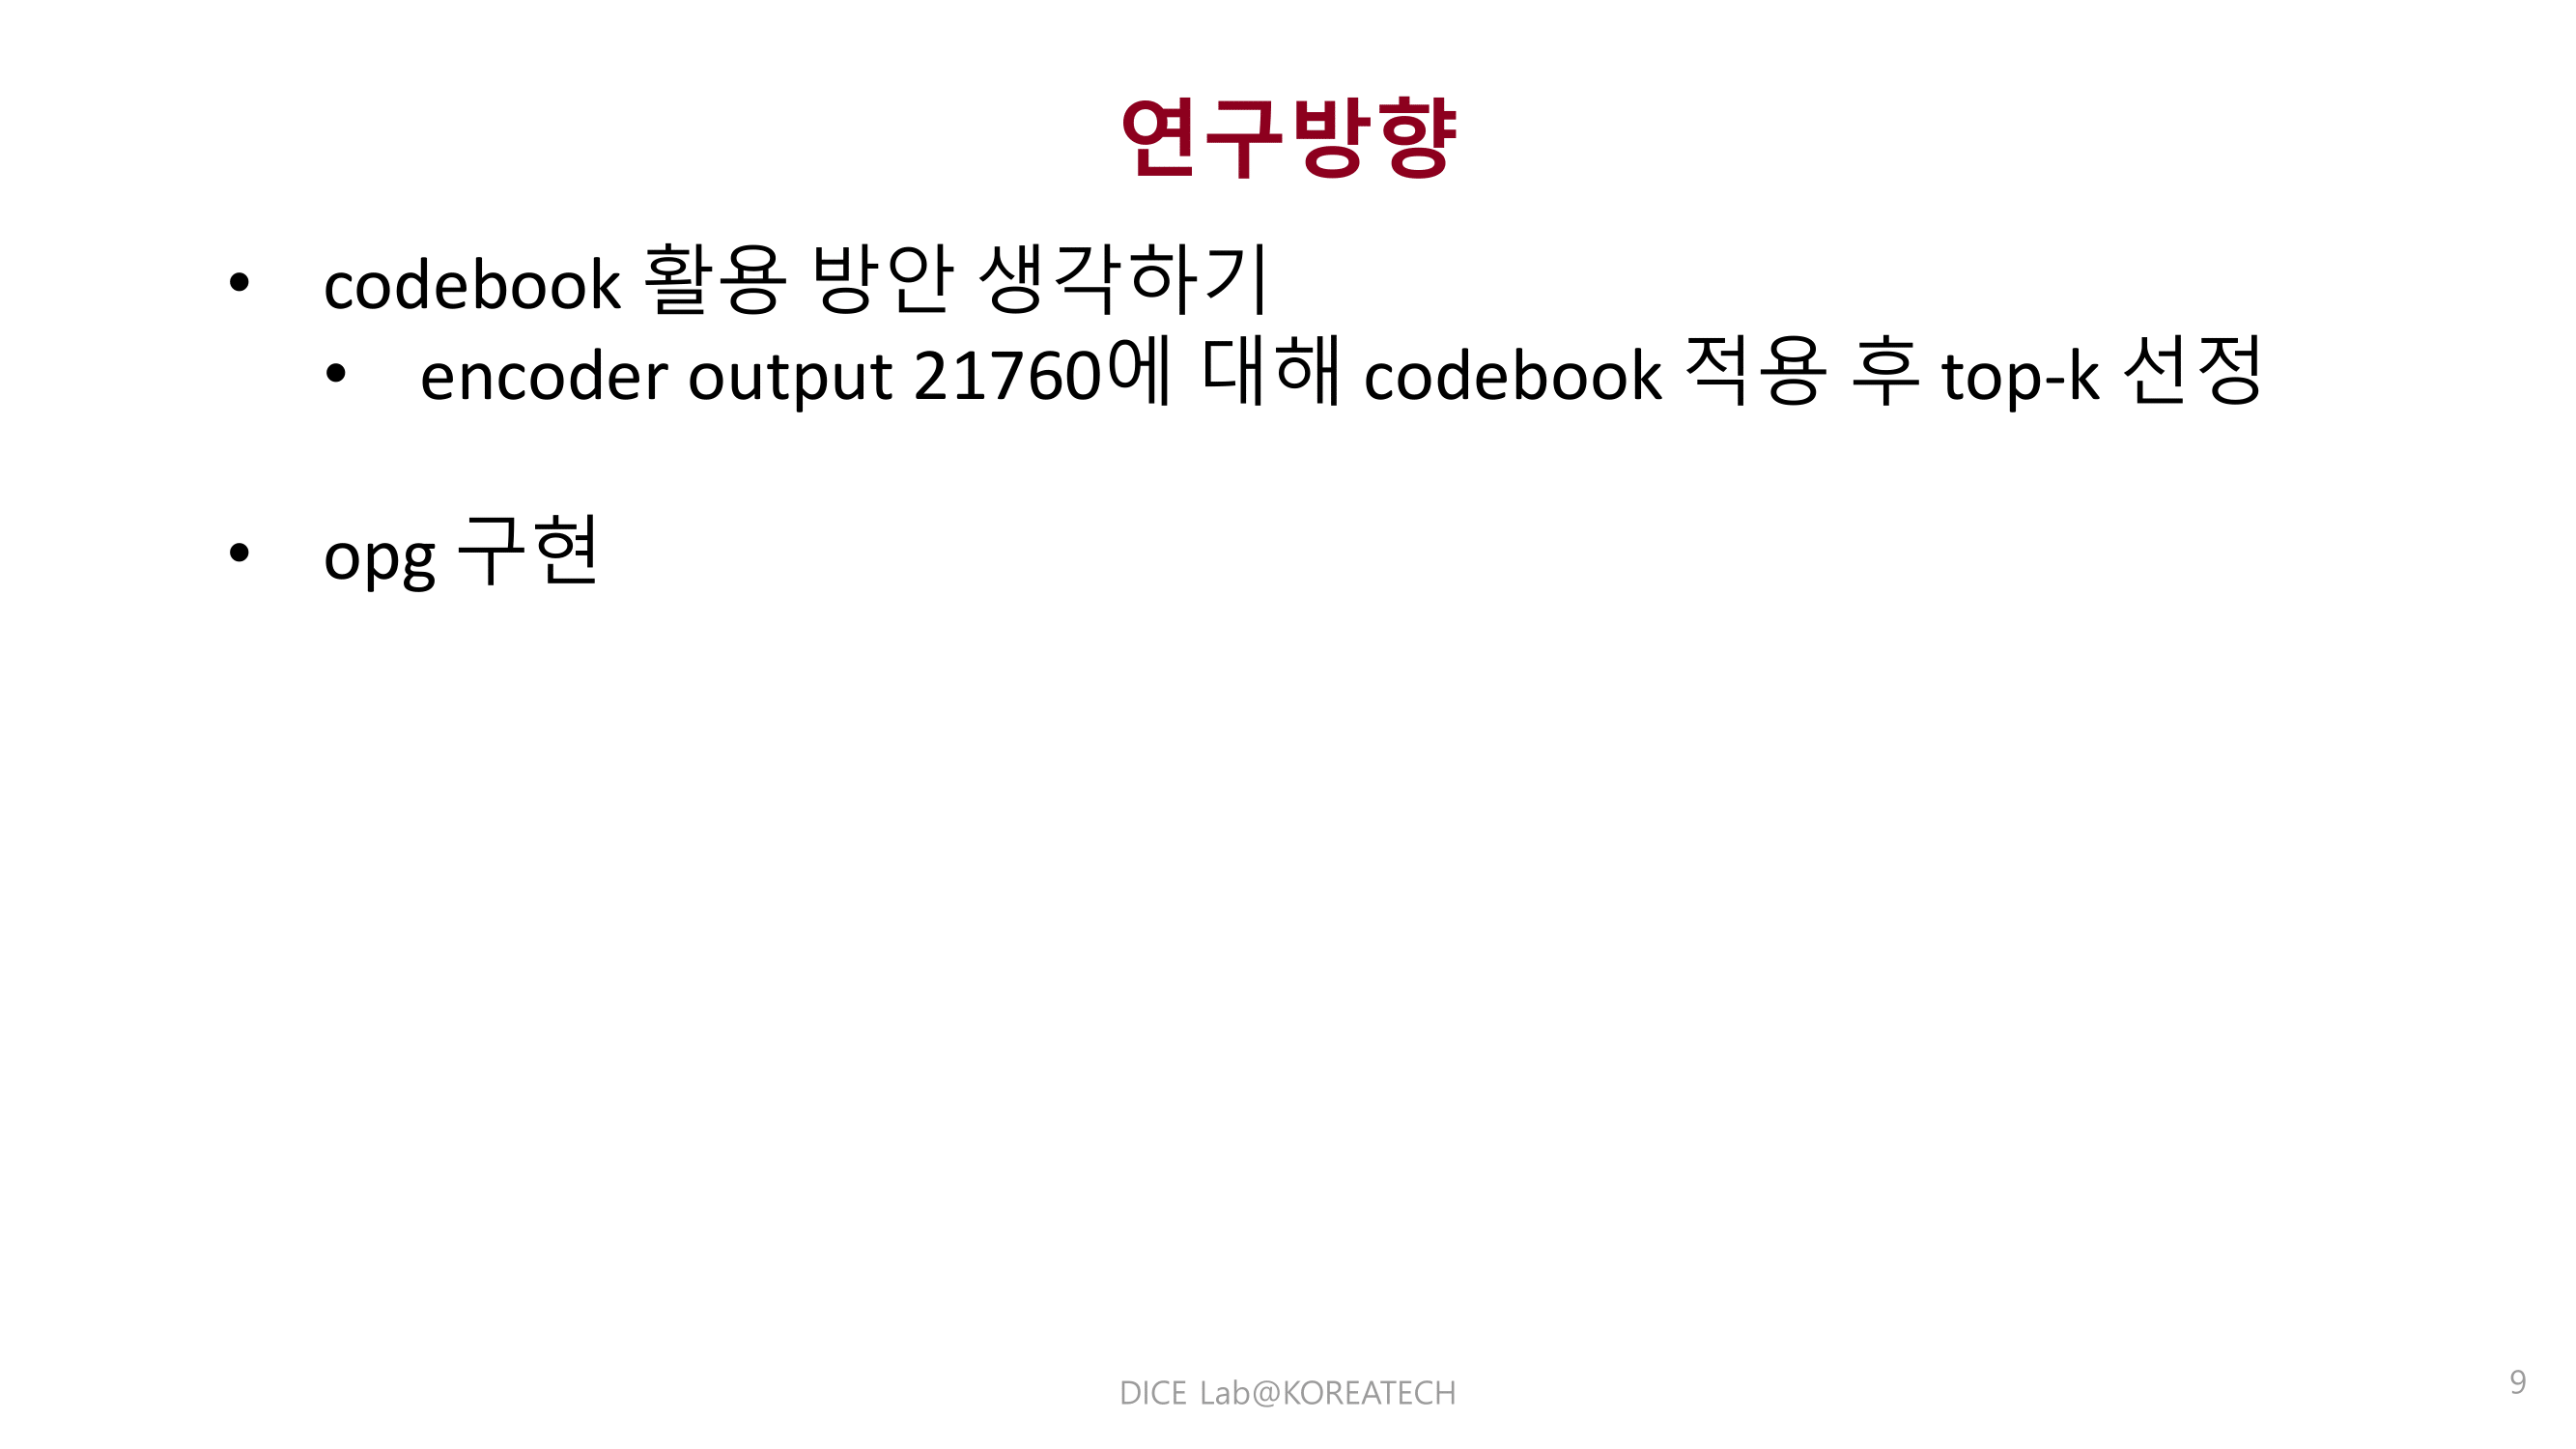 연구방향
• codebook 활용 방안 생각하기
• encoder output 21760에 대해 codebook 적용 후 top-k 선정
• opg 구현
DICE Lab@KOREATECH
9